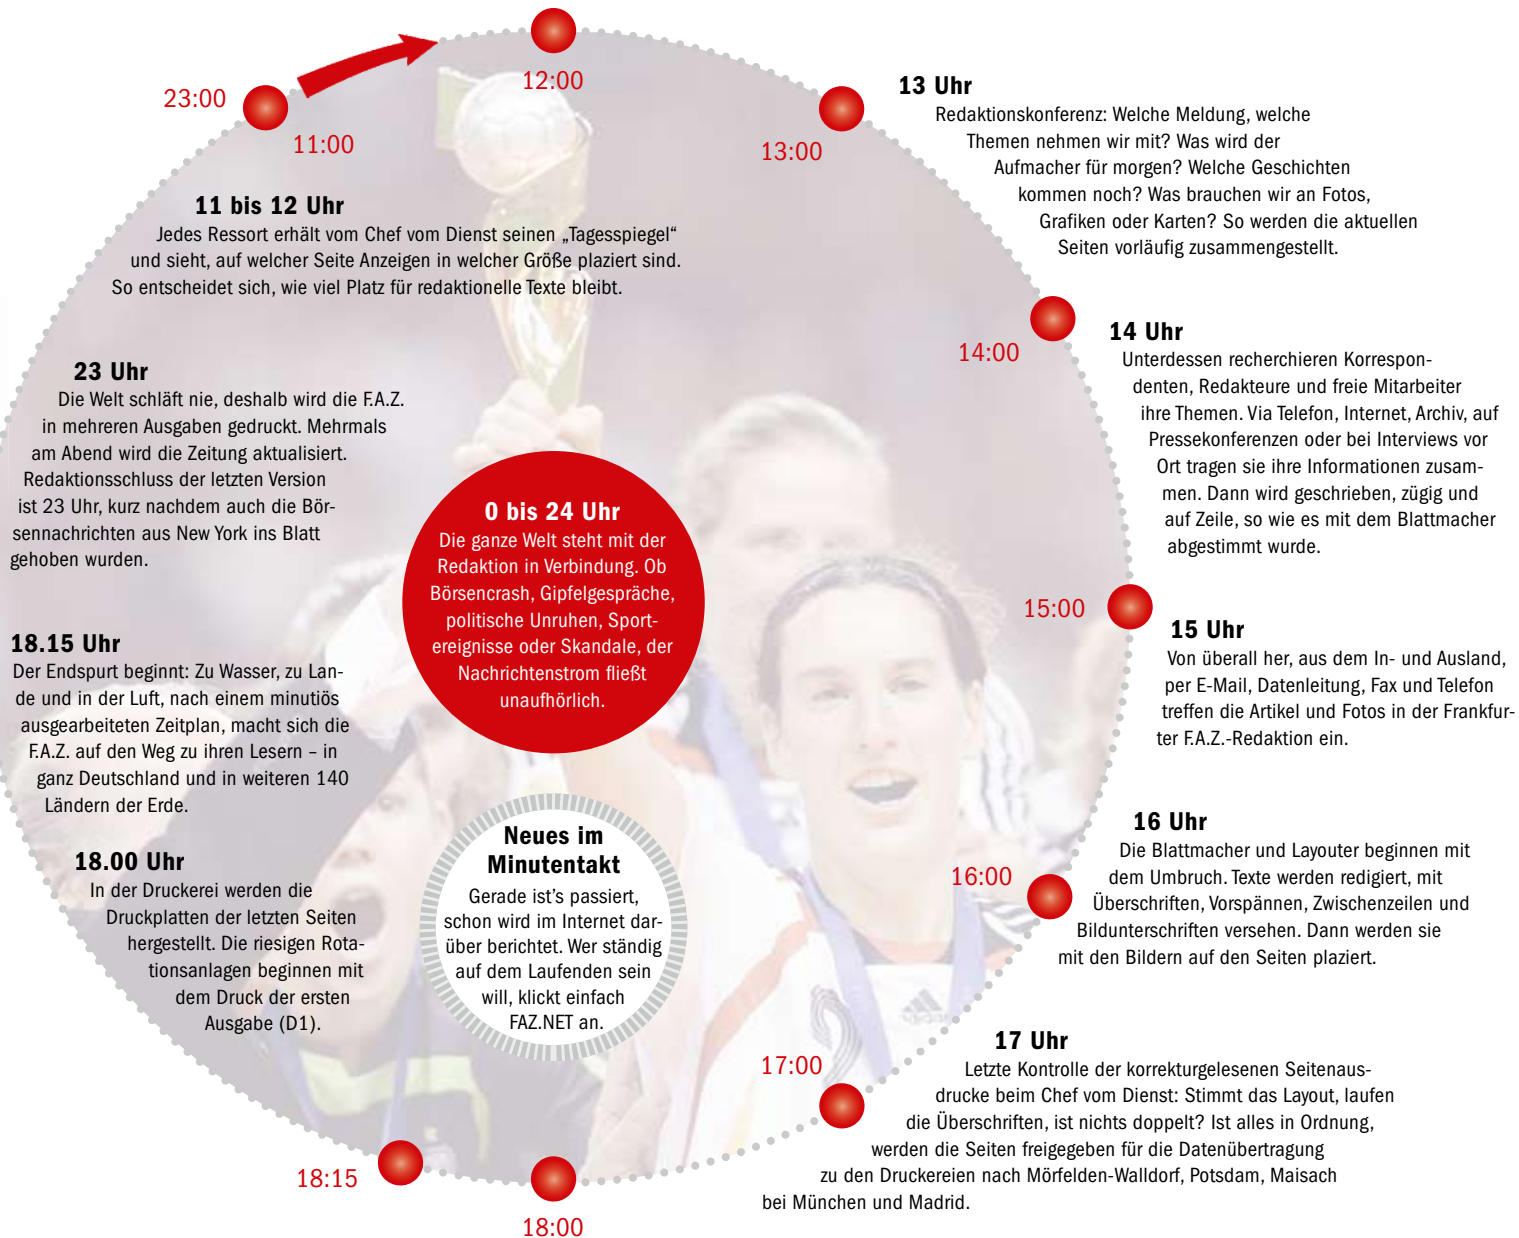 23:00
11:00
12:00
13:00
11 bis 12 Uhr
Jedes Ressort erhält vom Chef vom Dienst seinen „Tagesspiegel“
und sieht, auf welcher Seite Anzeigen in welcher Größe plaziert sind.
So entscheidet sich, wie viel Platz für redaktionelle Texte bleibt.
13 Uhr
Redaktionskonferenz: Welche Meldung, welche
Themen nehmen wir mit? Was wird der
Aufmacher für morgen? Welche Geschichten
kommen noch? Was brauchen wir an Fotos,
Grafiken oder Karten? So werden die aktuellen
Seiten vorläufig zusammengestellt.
14:00
14 Uhr
Unterdessen recherchieren Korrespon-
denten, Redakteure und freie Mitarbeiter
ihre Themen. Via Telefon, Internet, Archiv, auf
Pressekonferenzen oder bei Interviews vor
Ort tragen sie ihre Informationen zusam-
men. Dann wird geschrieben, zügig und
auf Zeile, so wie es mit dem Blattmacher
abgestimmt wurde.
15:00
15 Uhr
Von überall her, aus dem In- und Ausland,
per E-Mail, Datenleitung, Fax und Telefon
treffen die Artikel und Fotos in der Frankfur-
ter F.A.Z.-Redaktion ein.
16:00
16 Uhr
Die Blattmacher und Layouter beginnen mit
dem Umbruch. Texte werden redigiert, mit
Überschriften, Vorspännen, Zwischenzeilen und
Bildunterschriften versehen. Dann werden sie
mit den Bildern auf den Seiten plaziert.
17:00
17 Uhr
Letzte Kontrolle der korrekturgelesenen Seitenaus-
drucke beim Chef vom Dienst: Stimmt das Layout, laufen
die Überschriften, ist nichts doppelt? Ist alles in Ordnung,
werden die Seiten freigegeben für die Datenübertragung
zu den Druckereien nach Mörfelden-Walldorf, Potsdam, Maisach
bei München und Madrid.
18:00
18:15
18.00 Uhr
In der Druckerei werden die
Druckplatten der letzten Seiten
hergestellt. Die riesigen Rota-
tionsanlagen beginnen mit
dem Druck der ersten
Ausgabe (D1).
18.15 Uhr
Der Endspurt beginnt: Zu Wasser, zu Lan-
de und in der Luft, nach einem minutiös
ausgearbeiteten Zeitplan, macht sich die
F.A.Z. auf den Weg zu ihren Lesern – in
ganz Deutschland und in weiteren 140
Ländern der Erde.
23 Uhr
Die Welt schläft nie, deshalb wird die F.A.Z.
in mehreren Ausgaben gedruckt. Mehrmals
am Abend wird die Zeitung aktualisiert.
Redaktionsschluss der letzten Version
ist 23 Uhr, kurz nachdem auch die Bör-
sennachrichten aus New York ins Blatt
gehoben wurden.
0 bis 24 Uhr
Die ganze Welt steht mit der
Redaktion in Verbindung. Ob
Börsencrash, Gipfelgespräche,
politische Unruhen, Sport-
ereignisse oder Skandale, der
Nachrichtenstrom fließt
unaufhörlich.
Neues im
Minutentakt
Gerade ist's passiert,
schon wird im Internet dar-
über berichtet. Wer ständig
auf dem Laufenden sein
will, klickt einfach
FAZ.NET an.